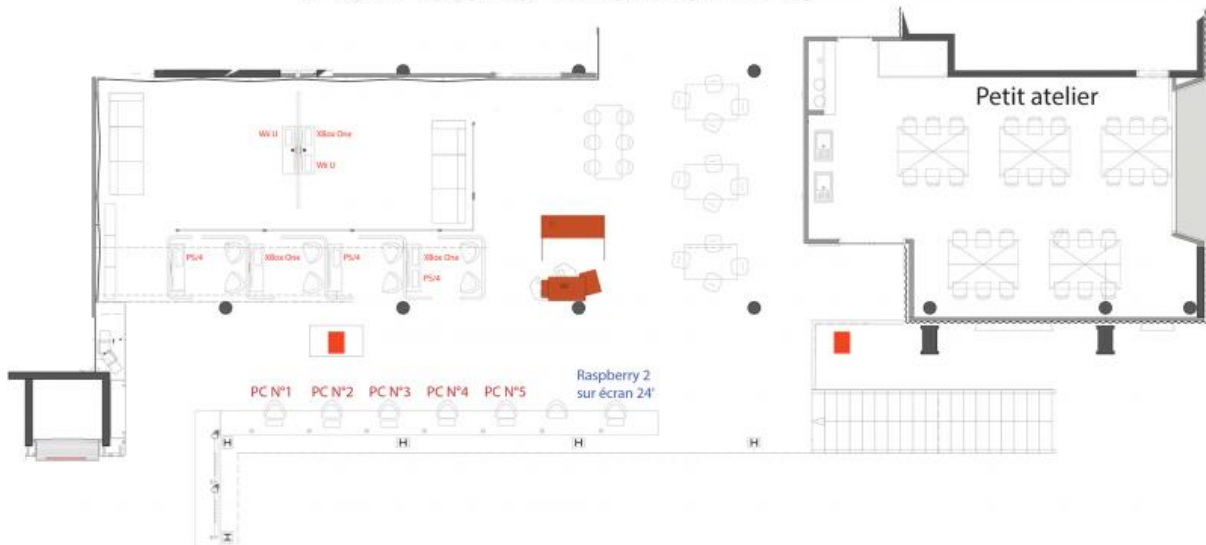 Petit atelier
Wii U
XBox One
Wii U
PS/4
XBox One
PS/4
XBox One
PS/4
PC N°1
PC N°2
PC N°3
PC N°4
PC N°5
Raspberry 2
sur écran 24'
H
H
H
H
H